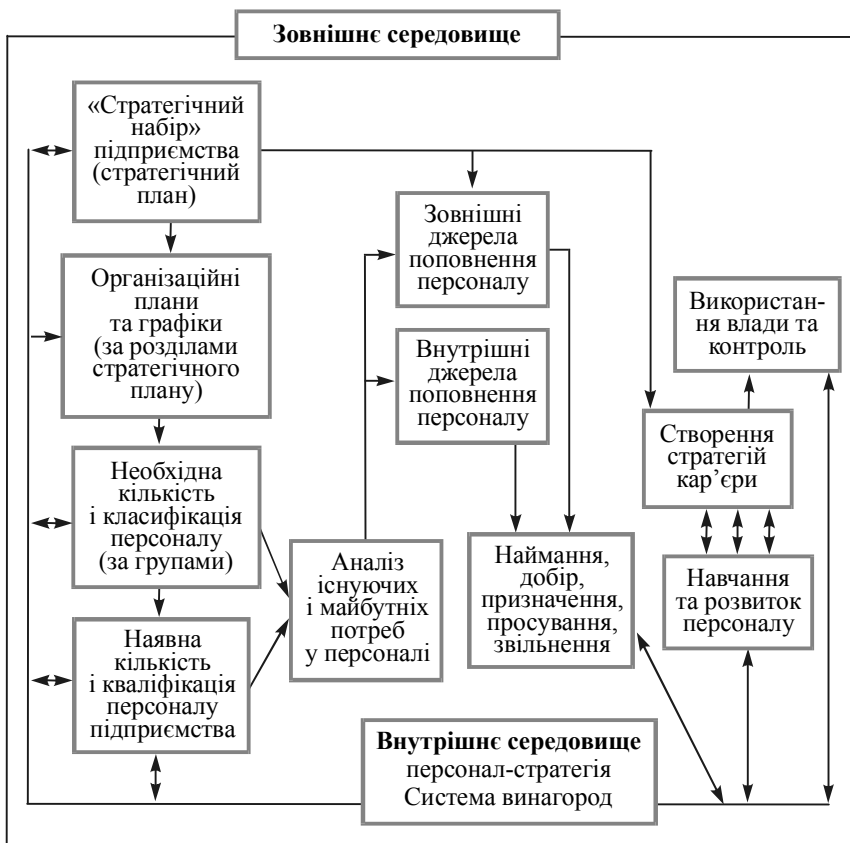 Зовнішнє середовище
«Стратегічний
набір»
підприємства
(стратегічний
план)
Організаційні
плани
та графіки
(за розділами
стратегічного
плану)
Необхідна
кількість
і класифікація
персоналу
(за групами)
Наявна
кількість
і кваліфікація
персоналу
підприємства
Аналіз
існуючих
і майбутніх
потреб
у персоналі
Зовнішні
джерела
поповнення
персоналу
Внутрішні
джерела
поповнення
персоналу
Наймання,
добір,
призначення,
просування,
звільнення
Використан-
ня влади та
контроль
Створення
стратегій
кар’єри
Навчання
та розвиток
персоналу
Внутрішнє середовище
персонал-стратегія
Система винагород